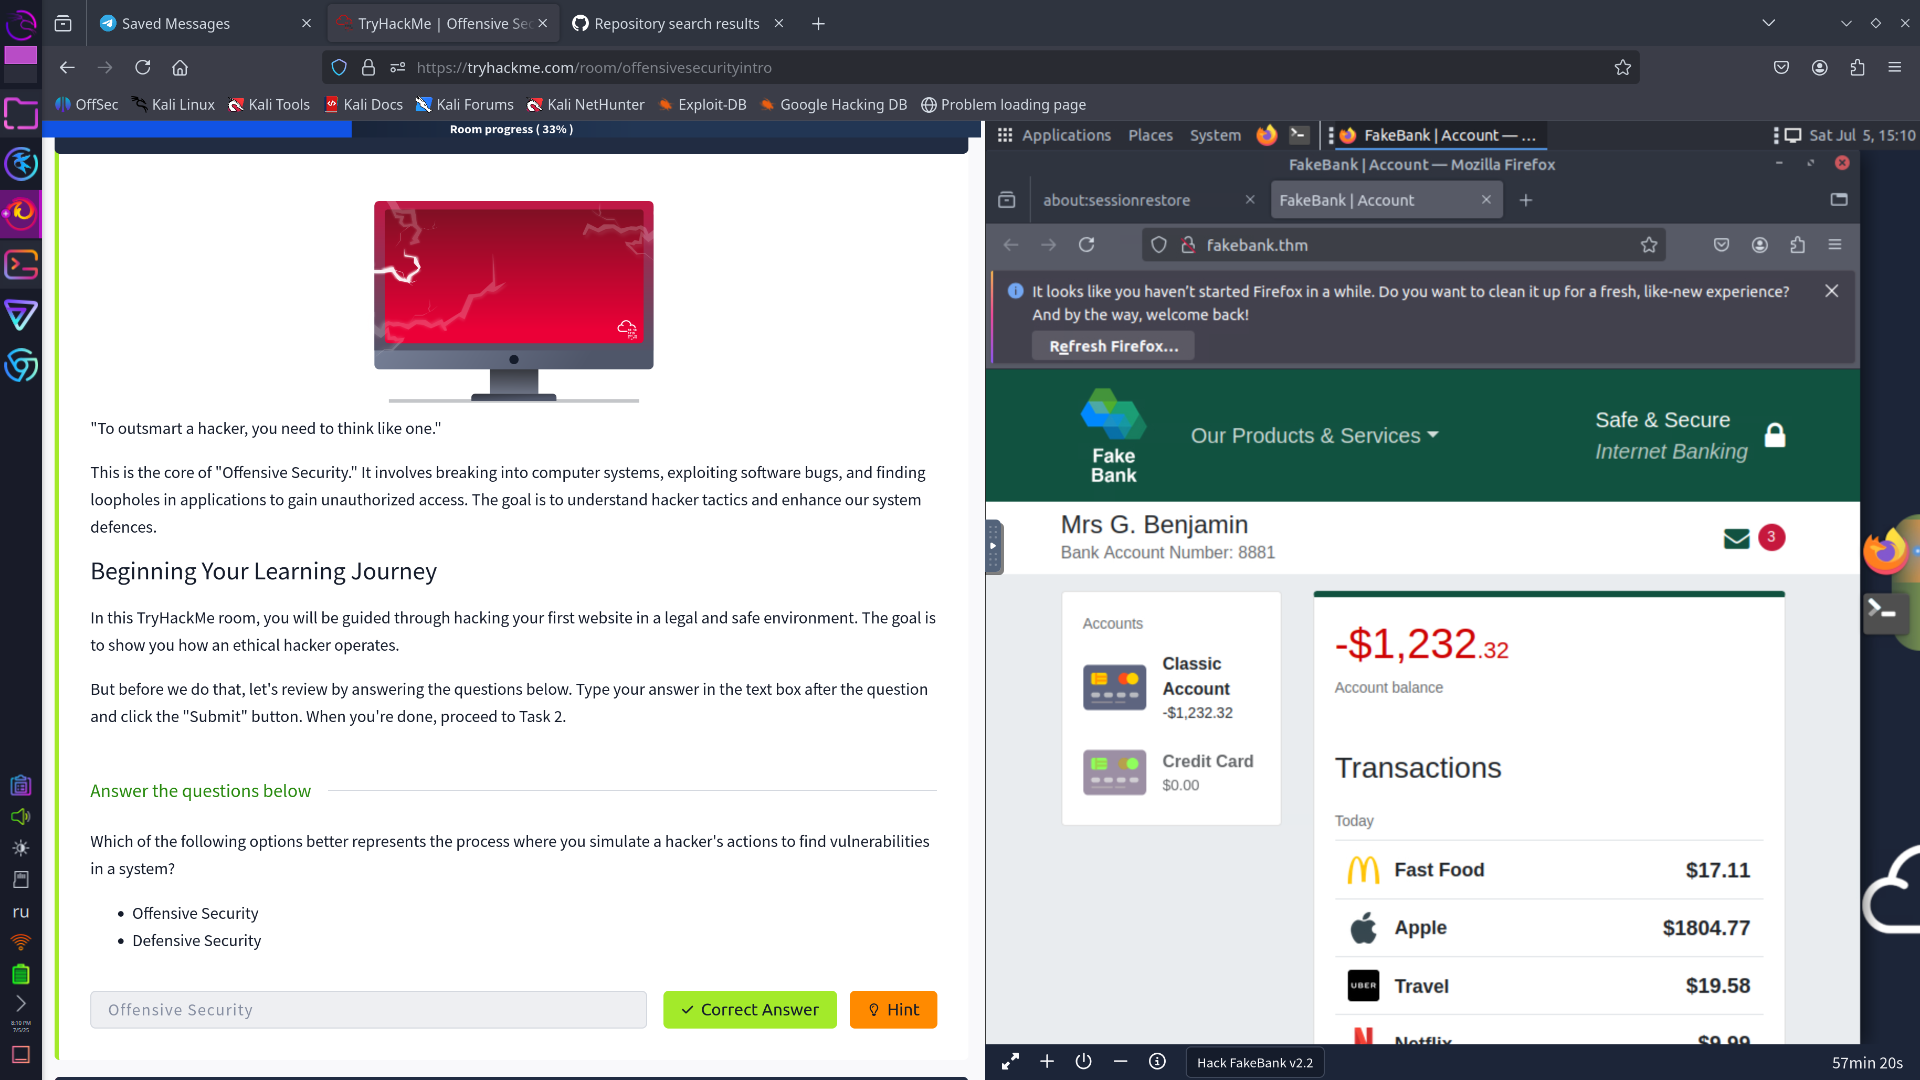 Saved Messages
TryHackMe | Offensive Sec
Repository search results
https://tryhackme.com/room/offensivesecurityintro
OffSec
Kali Linux
Kali Tools
Kali Docs
Kali Forums
Kali NetHunter
Exploit-DB
Google Hacking DB
Problem loading page
Room progress ( 33% )
"To outsmart a hacker, you need to think like one."
This is the core of "Offensive Security." It involves breaking into computer systems, exploiting software bugs, and finding
loopholes in applications to gain unauthorized access. The goal is to understand hacker tactics and enhance our system
defences.
Beginning Your Learning Journey
In this TryHackMe room, you will be guided through hacking your first website in a legal and safe environment. The goal is
to show you how an ethical hacker operates.
But before we do that, let's review by answering the questions below. Type your answer in the text box after the question
and click the "Submit" button. When you're done, proceed to Task 2.
Answer the questions below
Which of the following options better represents the process where you simulate a hacker's actions to find vulnerabilities
in a system?
Offensive Security
Defensive Security
Offensive Security
Correct Answer
Hint
ru
8:10 PM
7/5/25
Applications
Places
System
FakeBank | Account — ...
Sat Jul 5, 15:10
FakeBank | Account — Mozilla Firefox
about:sessionrestore
FakeBank | Account
fakebank.thm
It looks like you haven't started Firefox in a while. Do you want to clean it up for a fresh, like-new experience?
And by the way, welcome back!
Refresh Firefox...
Fake
Bank
Our Products & Services
Safe & Secure
Internet Banking
Mrs G. Benjamin
Bank Account Number: 8881
3
Accounts
Classic
Account
-$1,232.32
Credit Card
$0.00
-$1,232.32
Account balance
Transactions
Today
Fast Food $17.11
Apple $1804.77
UBER Travel $19.58
Netflix $9.99
Hack FakeBank v2.2
57min 20s